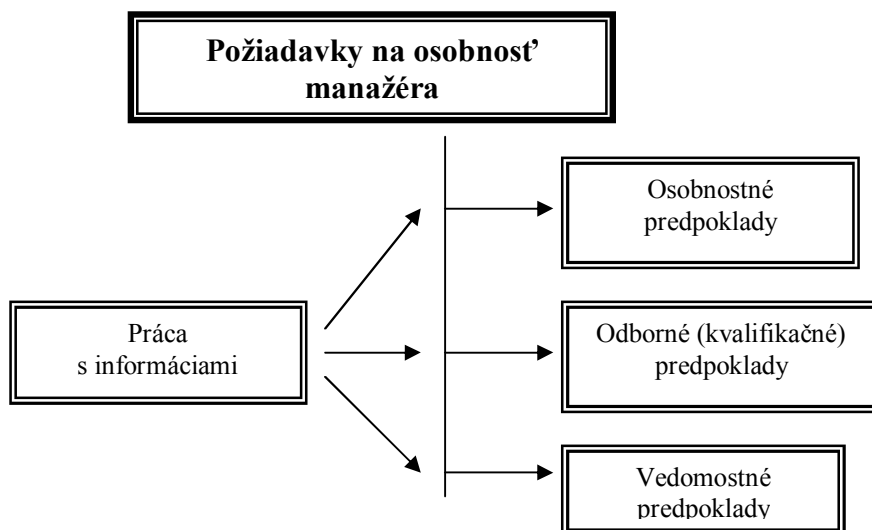 Požiadavky na osobnosť
manažéra
Osobnostné
predpoklady
Práca
s informáciami
Odborné (kvalifikačné)
predpoklady
Vedomostné
predpoklady